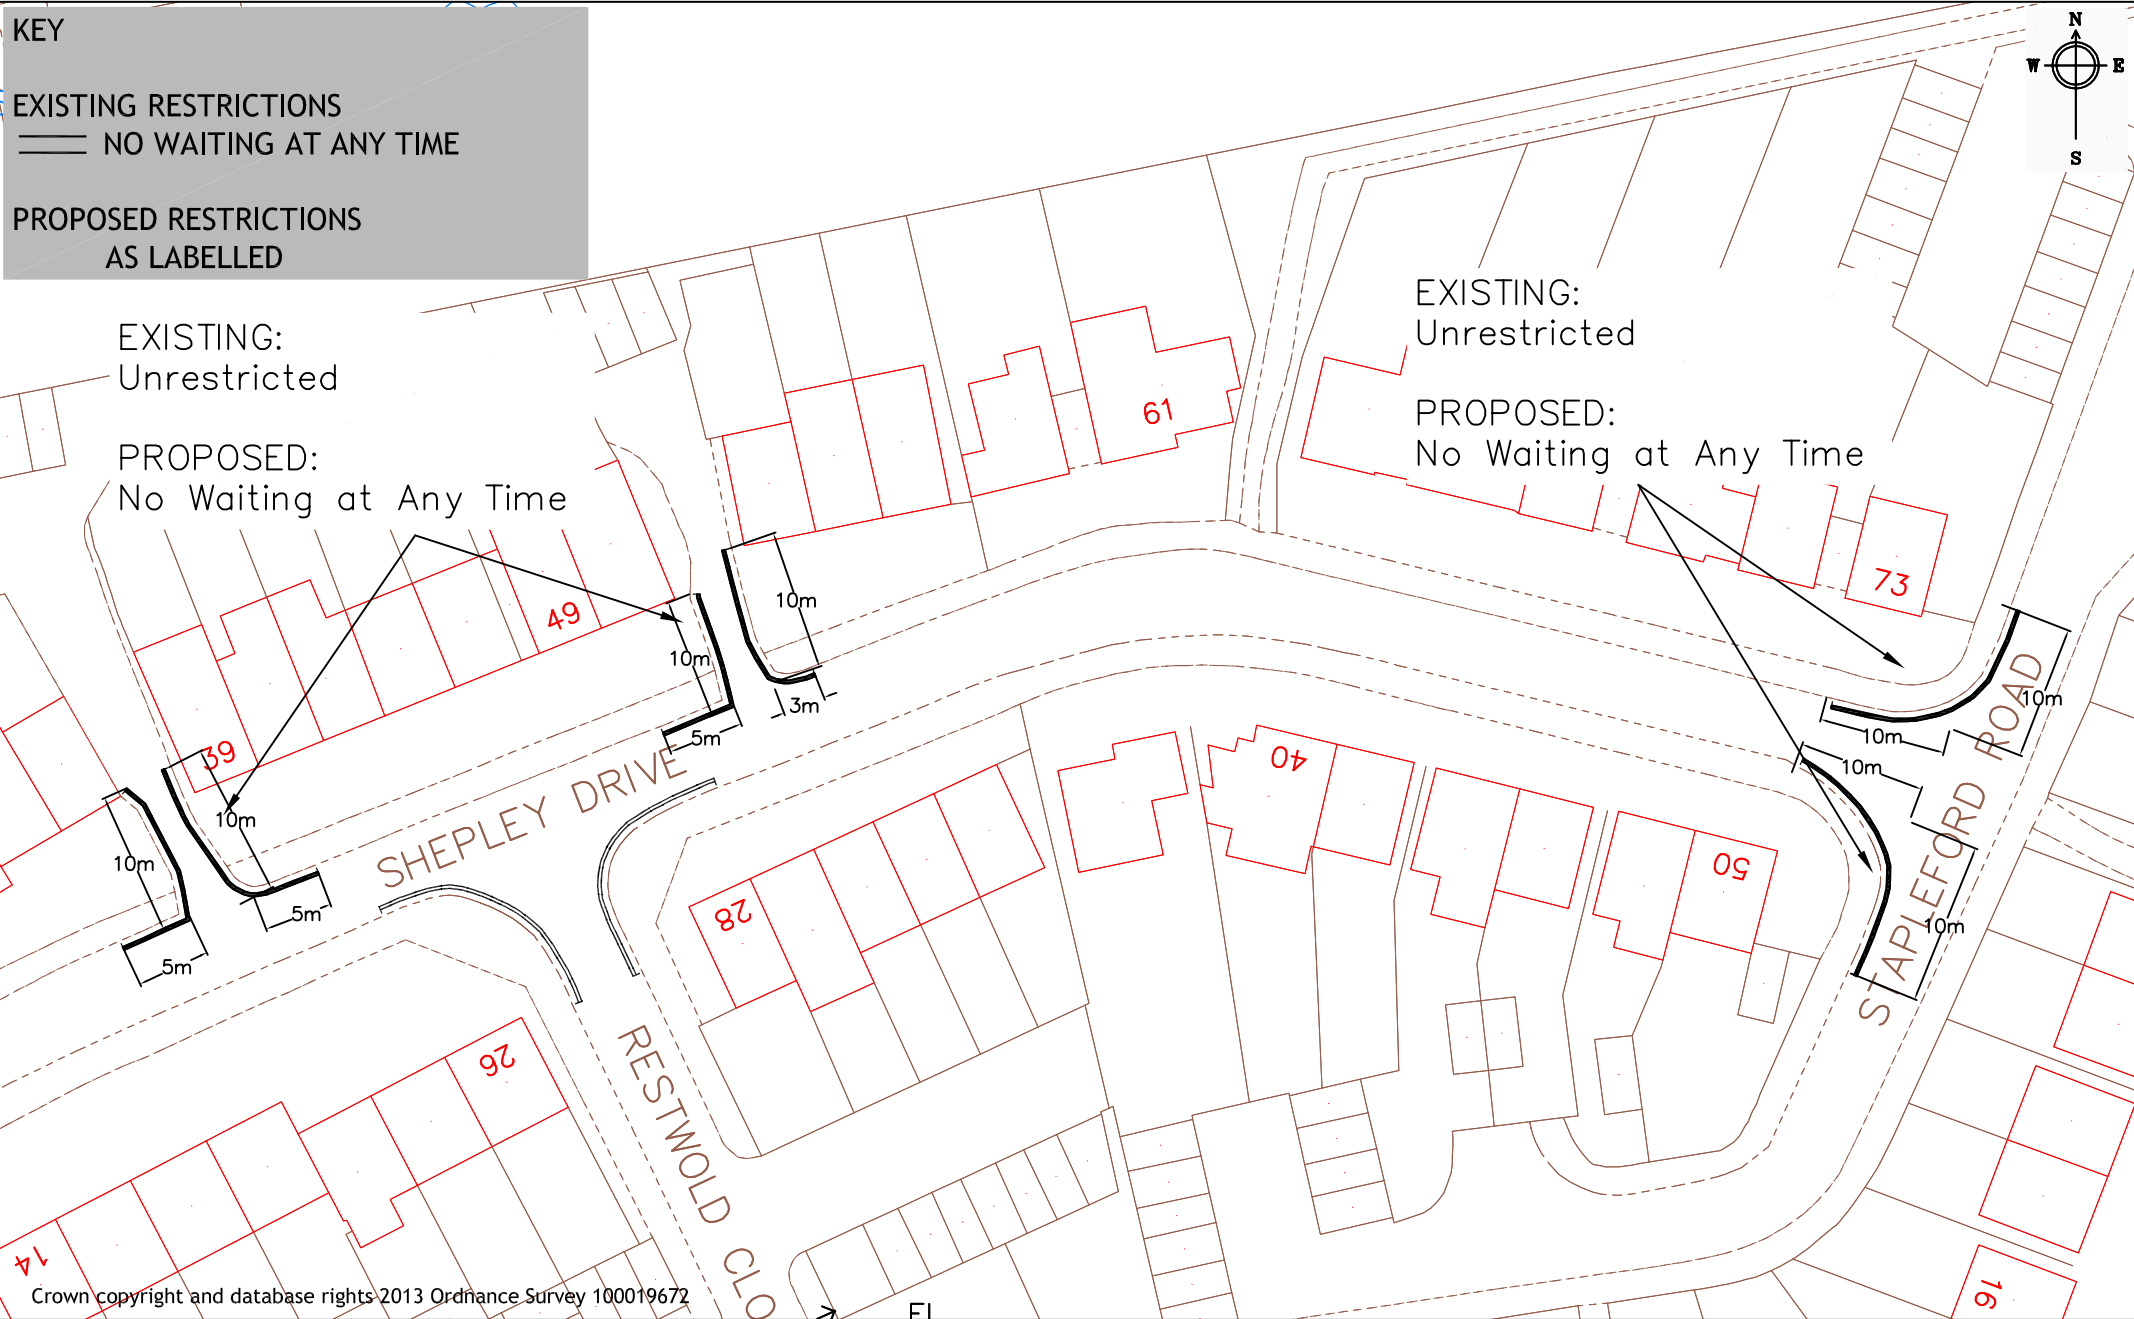 KEY
EXISTING RESTRICTIONS
NO WAITING AT ANY TIME
PROPOSED RESTRICTIONS
AS LABELLED
N
W E
S
EXISTING:
Unrestricted
PROPOSED:
No Waiting at Any Time
EXISTING:
Unrestricted
PROPOSED:
No Waiting at Any Time
61
73
49
39
10m
10m
3m
5m
10m
10m
5m
5m
10m
10m
10m
10m
SHEPLEY DRIVE
STAPLEFORD ROAD
RESTWOLD CLO
40
50
28
26
14
16
El
Crown copyright and database rights 2013 Ordnance Survey 100019672